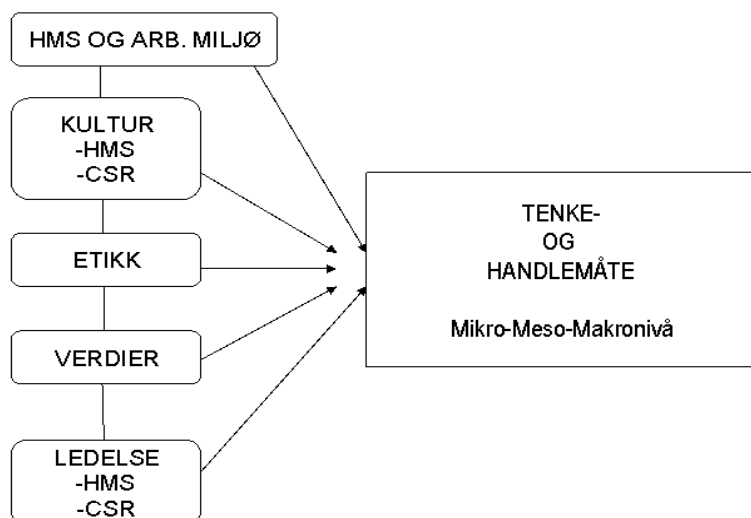 HMS OG ARB. MILJØ
KULTUR
-HMS
-CSR
ETIKK
VERDIER
LEDELSE
-HMS
-CSR
TENKE-
OG
HANDLEMÅTE
Mikro-Meso-Makronivå